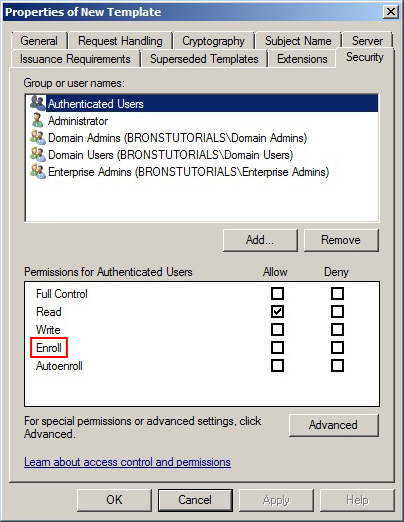 Properties of New Template
General Request Handling Cryptography Subject Name Server
Issuance Requirements Superseded Templates Extensions Security
Group or user names:
Authenticated Users
Administrator
Domain Admins (BRONSTUTORIALS\Domain Admins)
Domain Users (BRONSTUTORIALS\Domain Users)
Enterprise Admins (BRONSTUTORIALS\Enterprise Admins)
Add... Remove
Permissions for Authenticated Users Allow Deny
Full Control
Read
Write
Enroll
Autoenroll
For special permissions or advanced settings, click
Advanced.
Advanced
Learn about access control and permissions
OK Cancel Apply Help